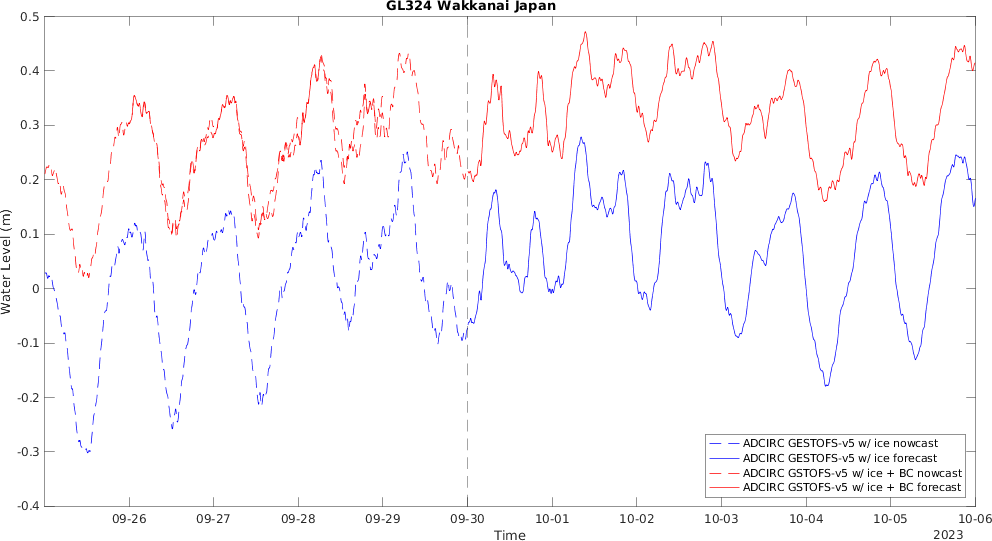 GL324 Wakkanai Japan
Water Level (m)
0.5
0.4
0.3
0.2
0.1
0
-0.1
-0.2
-0.3
-0.4
ADCIRC GESTOFS-v5 w/ ice nowcast
ADCIRC GESTOFS-v5 w/ ice forecast
ADCIRC GSTOFS-v5 w/ ice + BC nowcast
ADCIRC GSTOFS-v5 w/ ice + BC forecast
09-26 09-27 09-28 09-29 09-30 10-01 10-02 10-03 10-04 10-05 10-06
Time
2023